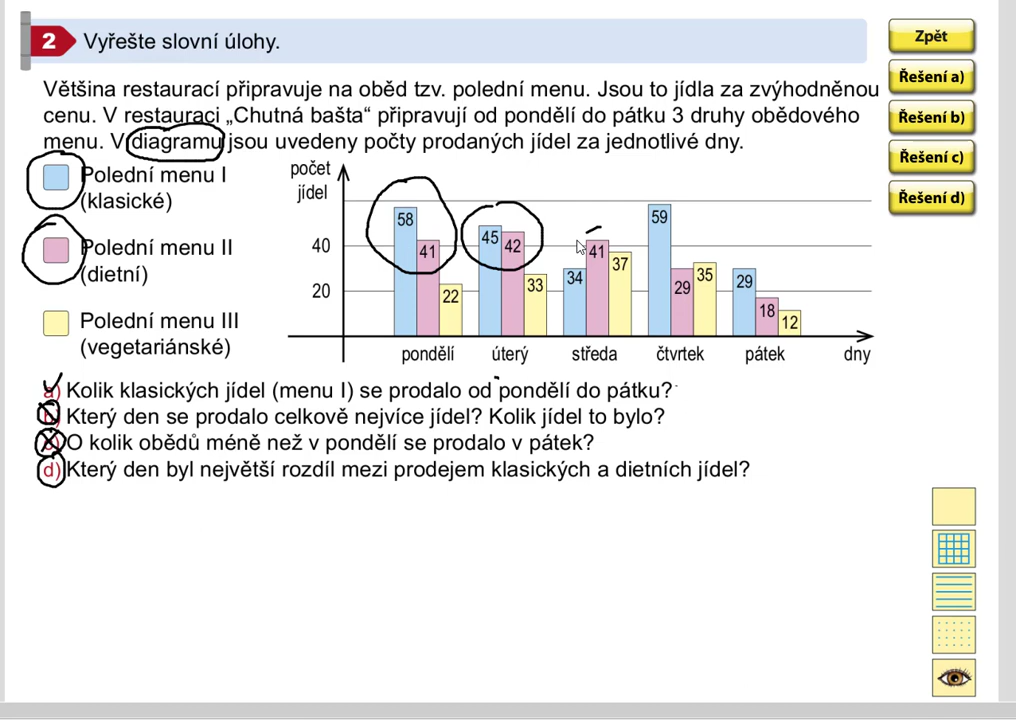 2 Vyřešte slovní úlohy.
Zpět
Řešení a)
Řešení b)
Řešení c)
Řešení d)
Většina restaurací připravuje na oběd tzv. polední menu. Jsou to jídla za zvýhodněnou
cenu. V restauraci „Chutná bašta“ připravují od pondělí do pátku 3 druhy obědového
menu. V diagramu jsou uvedeny počty prodaných jídel za jednotlivé dny.
Polední menu I
(klasické)
Polední menu II
(dietní)
Polední menu III
(vegetariánské)
počet
jídel
40
20
58 41 22
45 42 33
34 41 37
59 29 35
29 18 12
pondělí úterý středa čtvrtek pátek dny
a) Kolik klasických jídel (menu I) se prodalo od pondělí do pátku?
b) Který den se prodalo celkově nejvíce jídel? Kolik jídel to bylo?
c) O kolik obědů méně než v pondělí se prodalo v pátek?
d) Který den byl největší rozdíl mezi prodejem klasických a dietních jídel?